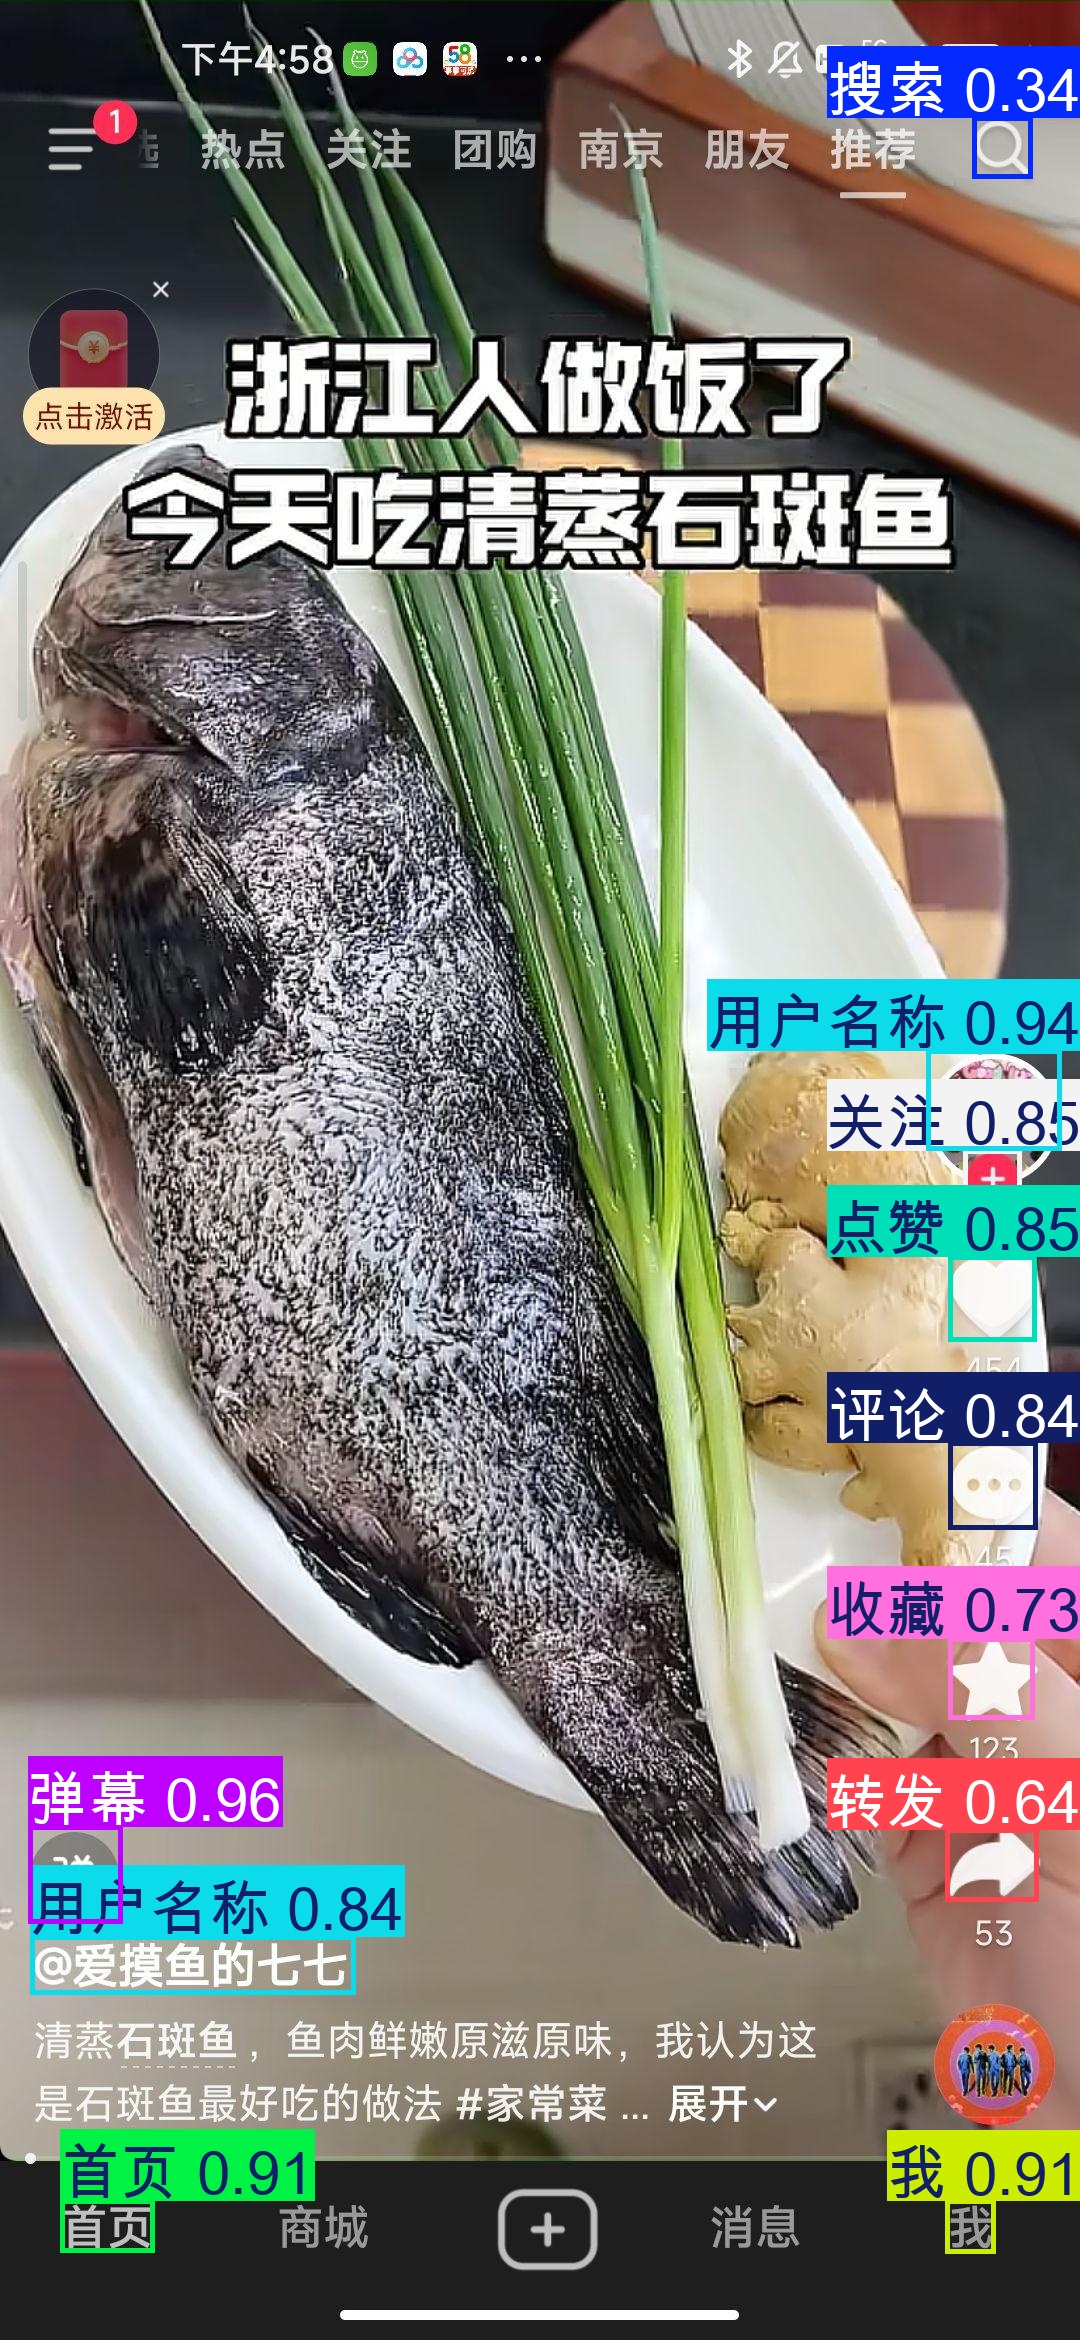 下午4:58
58
搜索 0.34
1
热点 关注 团购 南京 朋友 推荐
点击激活
浙江人做饭了
今天吃清蒸石斑鱼
用户名称 0.94
关注 0.85
点赞 0.85
454
评论 0.84
45
收藏 0.73
123
转发 0.64
53
弹幕 0.96
用户名称 0.84
@爱摸鱼的七七
清蒸石斑鱼，鱼肉鲜嫩原滋原味，我认为这
是石斑鱼最好吃的做法 #家常菜 ... 展开
首页 0.91
我 0.91
首页 商城 消息 我